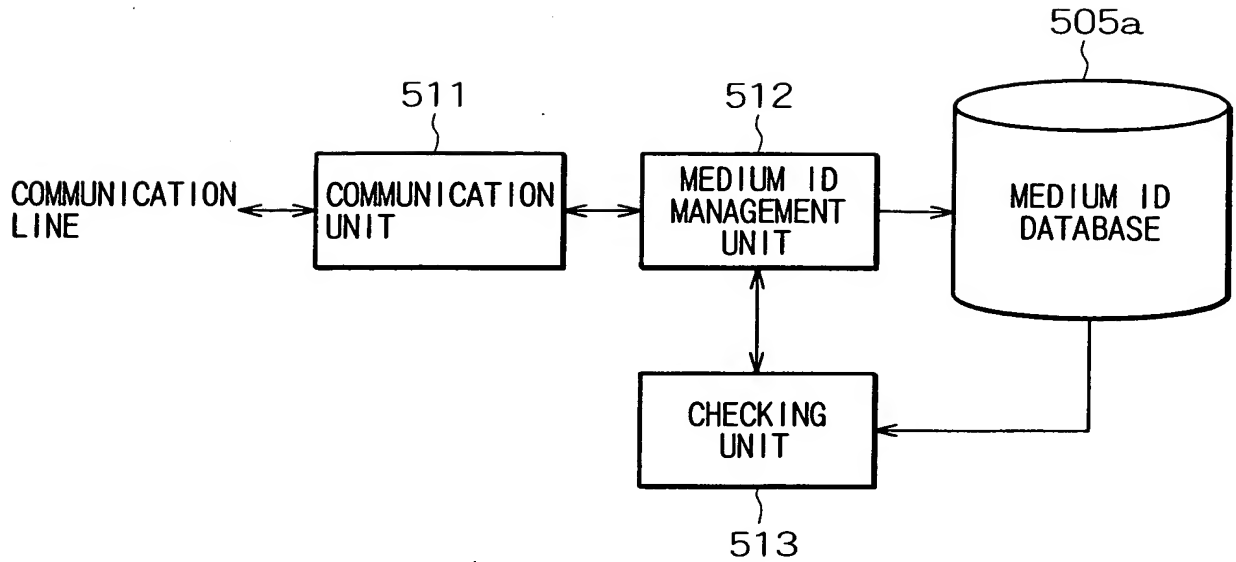 505a
511
512
COMMUNICATION
LINE
COMMUNICATION
UNIT
MEDIUM ID
MANAGEMENT
UNIT
MEDIUM ID
DATABASE
CHECKING
UNIT
513